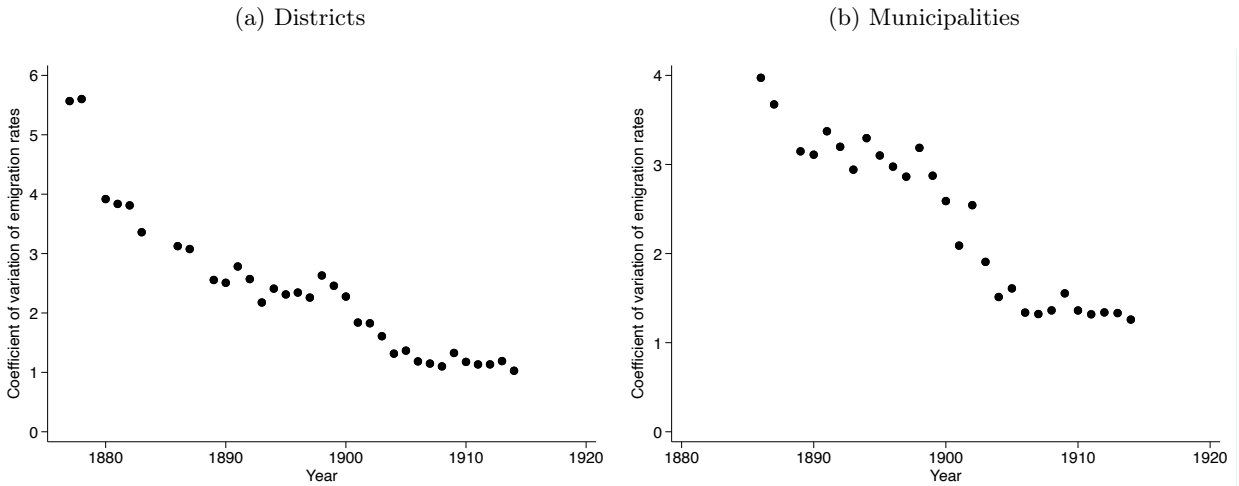 (a) Districts
Coefficient of variation of emigration rates
6
5
4
3
2
1
0
1880 1890 1900 1910 1920
Year
(b) Municipalities
Coefficient of variation of emigration rates
4
3
2
1
0
1880 1890 1900 1910 1920
Year